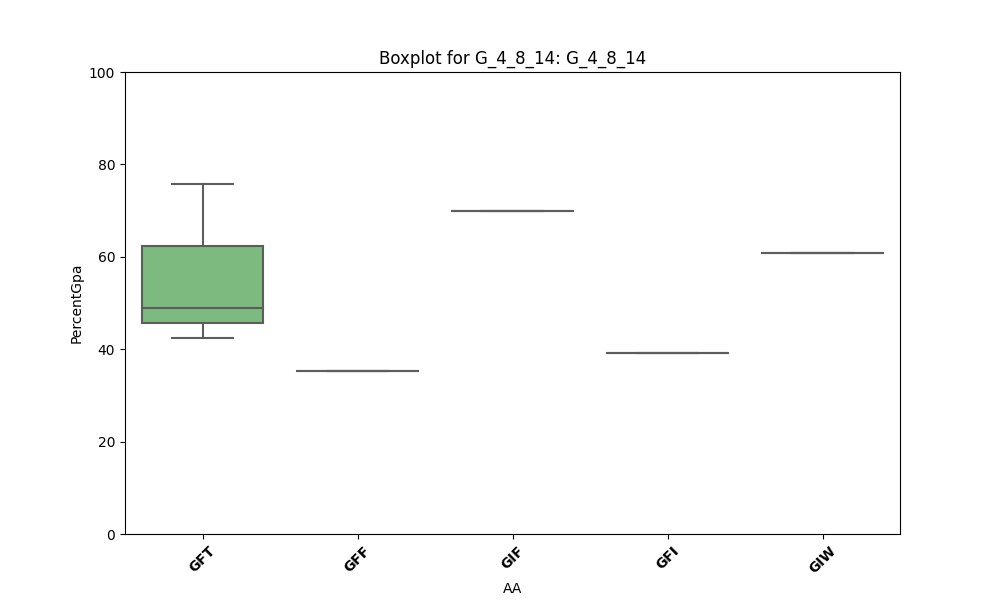 Boxplot for G_4_8_14: G_4_8_14
100
80
60
40
20
0
PercentGpa
GFT
GFF
GIF
GFI
GIW
AA